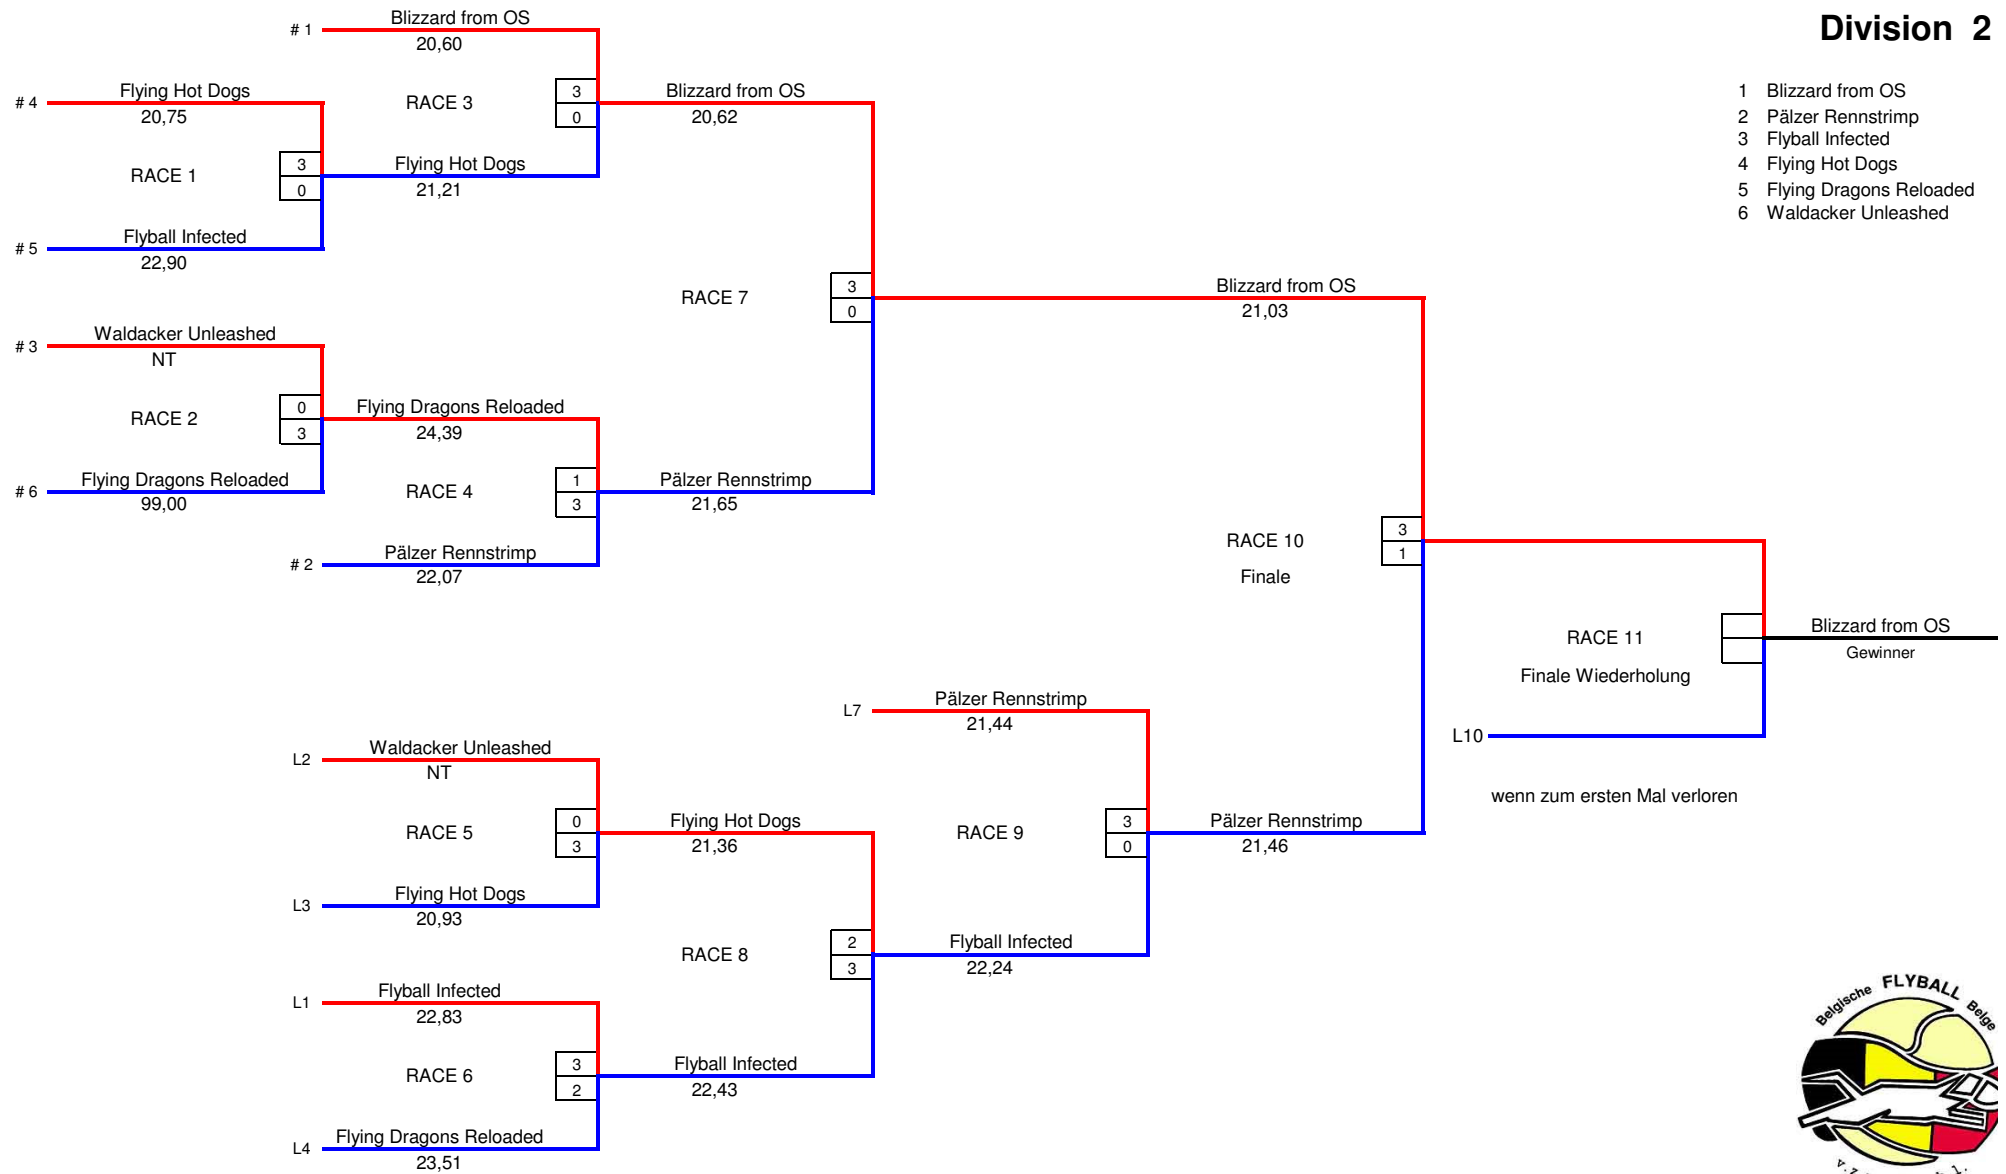 Division 2
1 Blizzard from OS
2 Pälzer Rennstrimp
3 Flyball Infected
4 Flying Hot Dogs
5 Flying Dragons Reloaded
6 Waldacker Unleashed
# 1 Blizzard from OS
20,60
RACE 3
3
0
# 4 Flying Hot Dogs
20,75
RACE 1
3
0
# 5 Flyball Infected
22,90
Flying Hot Dogs
21,21
Blizzard from OS
20,62
# 3 Waldacker Unleashed
NT
RACE 2
0
3
# 6 Flying Dragons Reloaded
99,00
Flying Dragons Reloaded
24,39
RACE 4
1
3
# 2 Pälzer Rennstrimp
22,07
Pälzer Rennstrimp
21,65
RACE 7
3
0
Blizzard from OS
21,03
RACE 10
Finale
3
1
RACE 11
Finale Wiederholung
Blizzard from OS
Gewinner
L10
wenn zum ersten Mal verloren
L7 Pälzer Rennstrimp
21,44
RACE 9
3
0
Pälzer Rennstrimp
21,46
L2 Waldacker Unleashed
NT
RACE 5
0
3
L3 Flying Hot Dogs
20,93
Flying Hot Dogs
21,36
RACE 8
2
3
Flyball Infected
22,24
L1 Flyball Infected
22,83
RACE 6
3
2
L4 Flying Dragons Reloaded
23,51
Flyball Infected
22,43
Belgische FLYBALL Belge